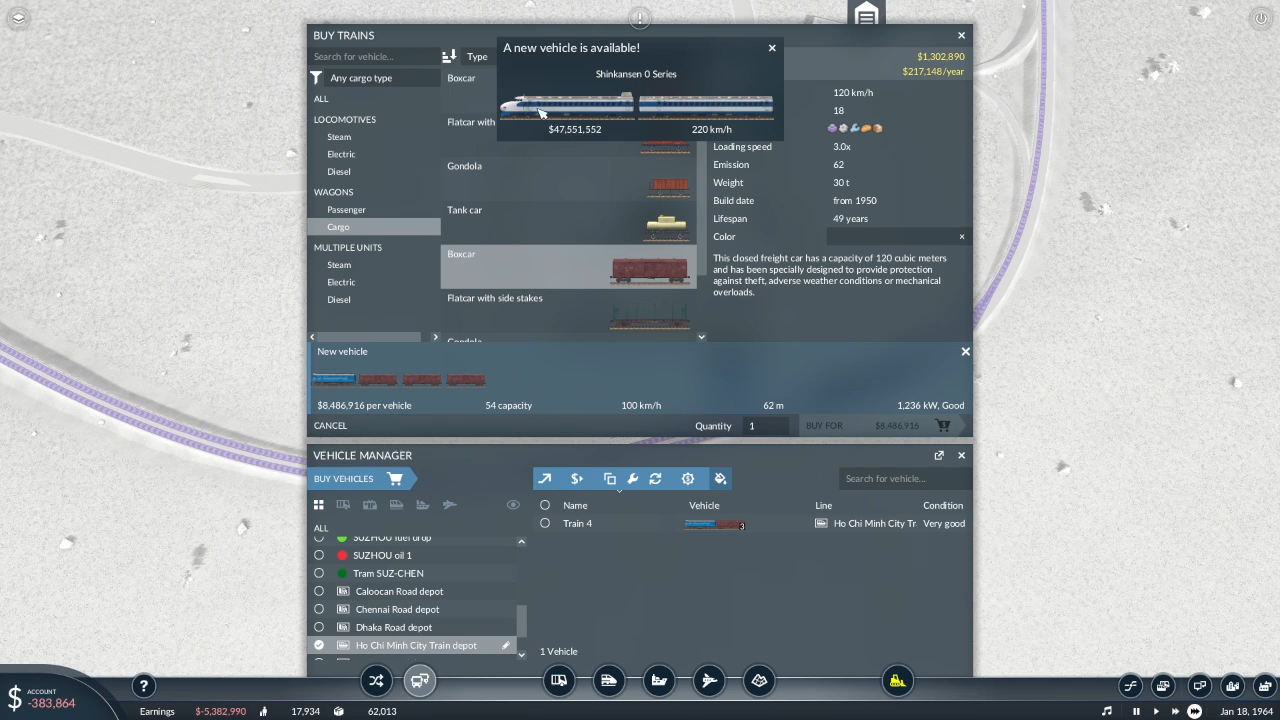 BUY TRAINS
Search for vehicle...
Type
Any cargo type
ALL
LOCOMOTIVES
Steam
Electric
Diesel
WAGONS
Passenger
Cargo
MULTIPLE UNITS
Steam
Electric
Diesel
Boxcar
Flatcar with
Gondola
Tank car
Boxcar
Flatcar with side stakes
A new vehicle is available!
Shinkansen 0 Series
$47,551,552
220 km/h
$1,302,890
$217,148/year
120 km/h
18
Loading speed
3.0x
Emission
62
Weight
30 t
Build date
from 1950
Lifespan
49 years
Color
This closed freight car has a capacity of 120 cubic meters
and has been specially designed to provide protection
against theft, adverse weather conditions or mechanical
overloads.
New vehicle
$8,486,916 per vehicle
54 capacity
100 km/h
62 m
1,236 kW, Good
CANCEL
Quantity
1
BUY FOR
$8,486,916
VEHICLE MANAGER
BUY VEHICLES
Search for vehicle...
Name
Vehicle
Line
Condition
Train 4
3
Ho Chi Minh City Tr
Very good
ALL
SUZHOU fuel drop
SUZHOU oil 1
Tram SUZ-CHEN
Caloocan Road depot
Chennai Road depot
Dhaka Road depot
Ho Chi Minh City Train depot
1 Vehicle
$
ACCOUNT
-383,864
?
Earnings
$-5,382,990
17,934
62,013
Jan 18, 1964